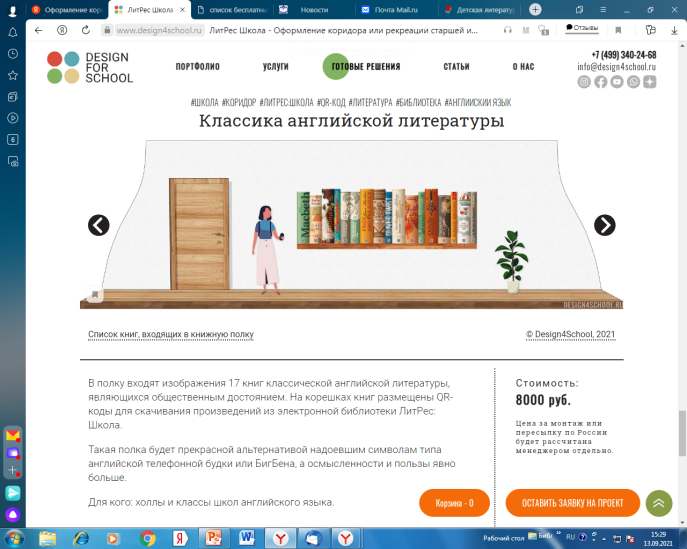 Оформление ко
ЛитРес Школа
список бесплатны
Новости
Почта Mail.ru
Детская литерату
www.design4school.ru
ЛитРес Школа - Оформление коридора или рекреации старшей и...
Отзывы
DESIGN
FOR
SCHOOL
ПОРТФОЛИО
УСЛУГИ
ГОТОВЫЕ РЕШЕНИЯ
СТАТЬИ
О НАС
+7 (499) 340-24-68
info@design4school.ru
6
#ШКОЛА #КОРИДОР #ЛИТРЕС:ШКОЛА #QR-КОД #ЛИТЕРАТУРА #БИБЛИОТЕКА #АНГЛИЙСКИЙ ЯЗЫК
Классика английской литературы
Macbeth
DESIGN4SCHOOL.RU
Список книг, входящих в книжную полку
© Design4School, 2021
В полку входят изображения 17 книг классической английской литературы,
являющихся общественным достоянием. На корешках книг размещены QR-
коды для скачивания произведений из электронной библиотеки ЛитРес:
Школа.
Такая полка будет прекрасной альтернативой надоевшим символам типа
английской телефонной будки или БигБена, а осмысленности и пользы явно
больше.
Для кого: холлы и классы школ английского языка.
Стоимость:
8000 руб.
Цена за монтаж или
пересылку по России
будет рассчитана
менеджером отдельно.
Корзина - 0
ОСТАВИТЬ ЗАЯВКУ НА ПРОЕКТ
Рабочий стол
Библ
RU
15:29
13.09.2021